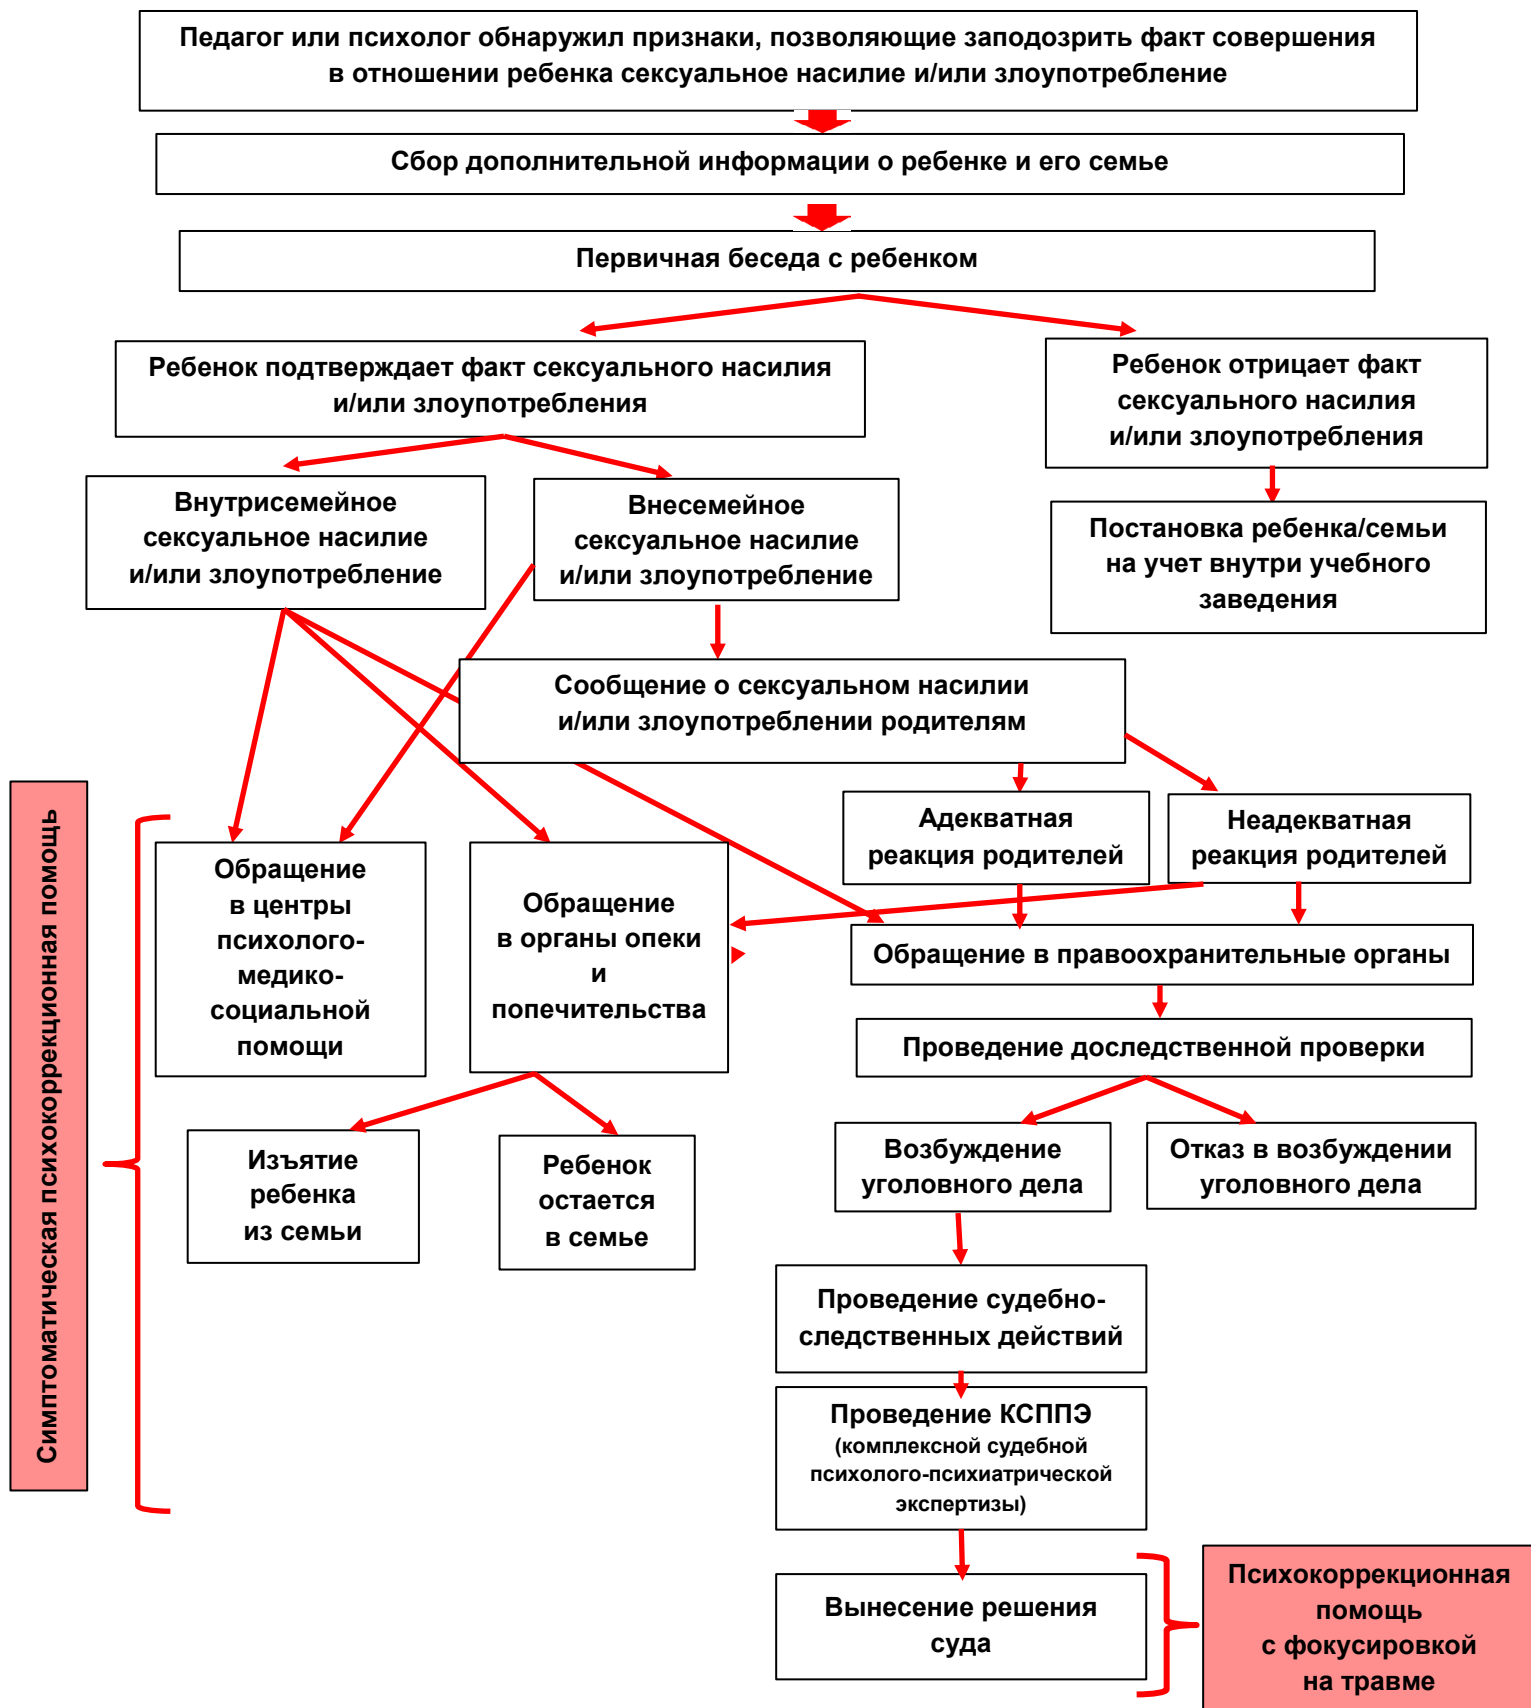 Педагог или психолог обнаружил признаки, позволяющие заподозрить факт совершения
в отношении ребенка сексуальное насилие и/или злоупотребление
Сбор дополнительной информации о ребенке и его семье
Первичная беседа с ребенком
Ребенок подтверждает факт сексуального насилия
и/или злоупотребления
Ребенок отрицает факт
сексуального насилия
и/или злоупотребления
Внутрисемейное
сексуальное насилие
и/или злоупотребление
Внесемейное
сексуальное насилие
и/или злоупотребление
Постановка ребенка/семьи
на учет внутри учебного
заведения
Сообщение о сексуальном насилии
и/или злоупотреблении родителям
Адекватная
реакция родителей
Неадекватная
реакция родителей
Симптоматическая психокоррекционная помощь
Обращение
в центры
психолого-
медико-
социальной
помощи
Обращение
в органы опеки
и
попечительства
Обращение в правоохранительные органы
Проведение доследственной проверки
Изъятие
ребенка
из семьи
Ребенок
остается
в семье
Возбуждение
уголовного дела
Отказ в возбуждении
уголовного дела
Проведение судебно-
следственных действий
Проведение КСППЭ
(комплексной судебной
психолого-психиатрической
экспертизы)
Вынесение решения
суда
Психокоррекционная
помощь
с фокусировкой
на травме